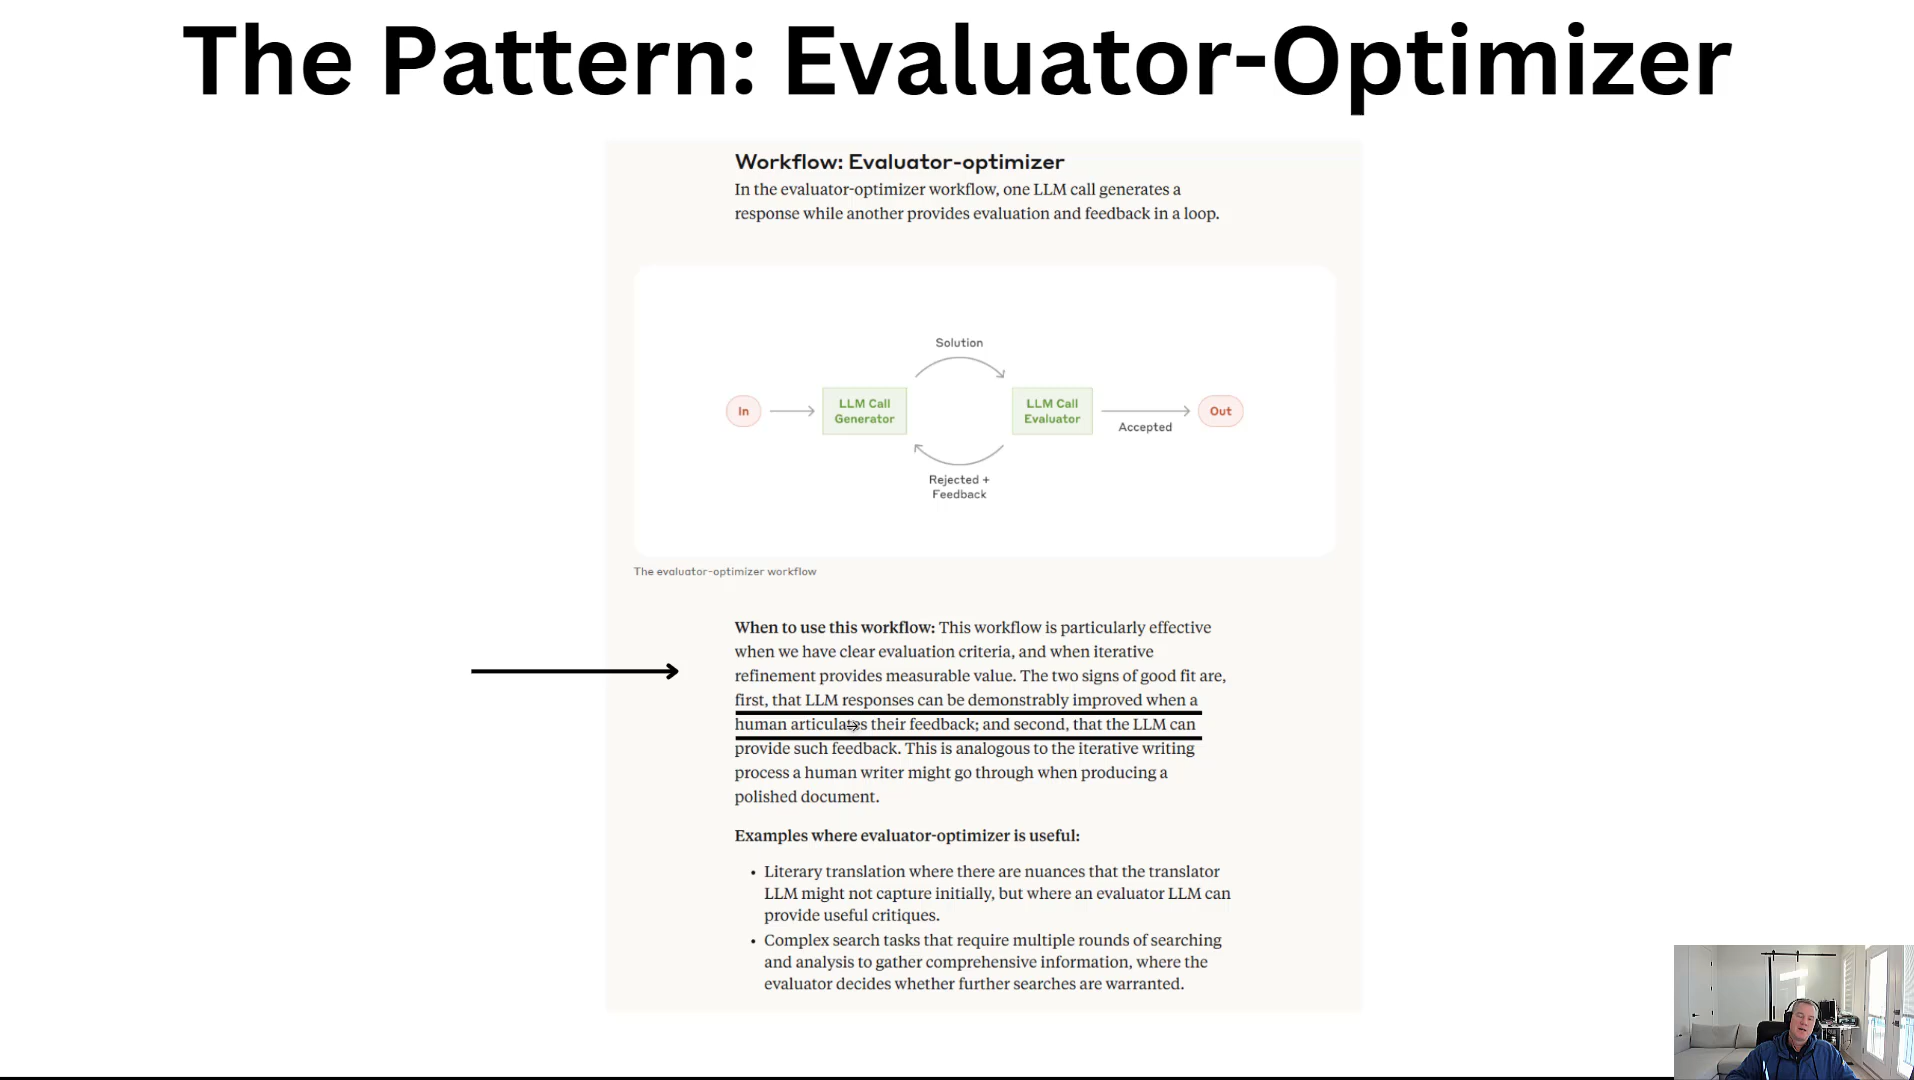 The Pattern: Evaluator-Optimizer
Workflow: Evaluator-optimizer
In the evaluator-optimizer workflow, one LLM call generates a
response while another provides evaluation and feedback in a loop.
Solution
In
LLM Call
Generator
LLM Call
Evaluator
Accepted
Out
Rejected +
Feedback
The evaluator-optimizer workflow
When to use this workflow: This workflow is particularly effective
when we have clear evaluation criteria, and when iterative
refinement provides measurable value. The two signs of good fit are,
first, that LLM responses can be demonstrably improved when a
human articulates their feedback; and second, that the LLM can
provide such feedback. This is analogous to the iterative writing
process a human writer might go through when producing a
polished document.
Examples where evaluator-optimizer is useful:
• Literary translation where there are nuances that the translator
LLM might not capture initially, but where an evaluator LLM can
provide useful critiques.
• Complex search tasks that require multiple rounds of searching
and analysis to gather comprehensive information, where the
evaluator decides whether further searches are warranted.